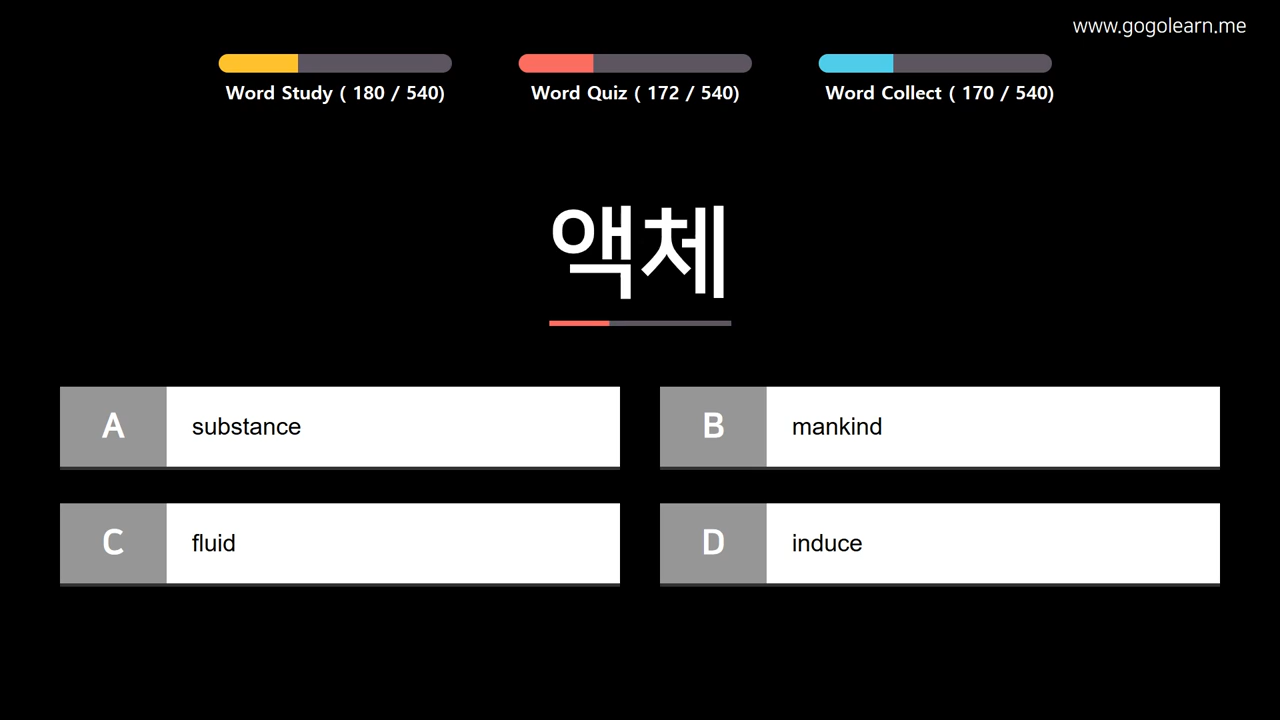 www.gogolearn.me
Word Study ( 180 / 540)
Word Quiz ( 172 / 540)
Word Collect ( 170 / 540)
액체
A substance
B mankind
C fluid
D induce